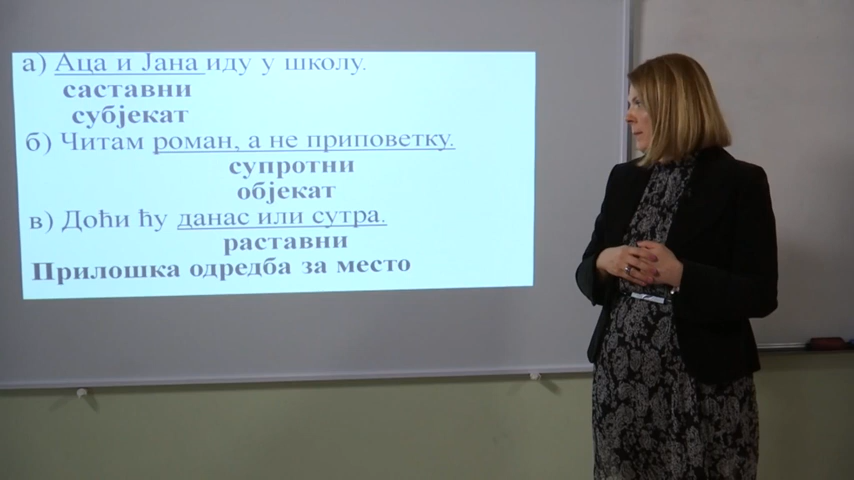 а) Аца и Јана иду у школу.
саставни
субјекат
б) Читам роман, а не приповетку.
супротни
објекат
в) Доћи ћу данас или сутра.
раставни
Прилошка одредба за место